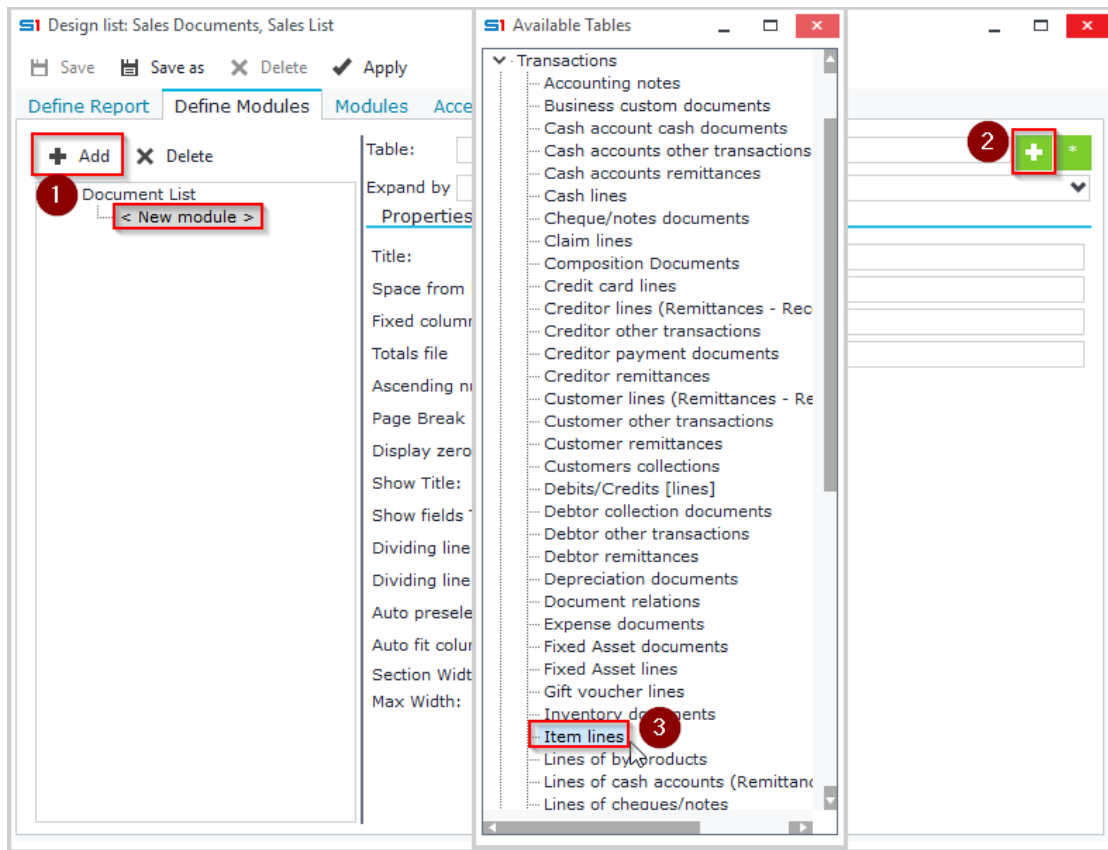 S1 Design list: Sales Documents, Sales List
Save Save as Delete Apply
Define Report Define Modules Modules Acce
Add Delete
1
Document List
< New module >
Table:
Expand by
Properties
Title:
Space from
Fixed column
Totals file
Ascending nu
Page Break
Display zero
Show Title:
Show fields T
Dividing line
Dividing line
Auto presele
Auto fit colum
Section Widt
Max Width:
S1 Available Tables
Transactions
Accounting notes
Business custom documents
Cash account cash documents
Cash accounts other transactions
Cash accounts remittances
Cash lines
Cheque/notes documents
Claim lines
Composition Documents
Credit card lines
Creditor lines (Remittances - Rec
Creditor other transactions
Creditor payment documents
Creditor remittances
Customer lines (Remittances - Re
Customer other transactions
Customer remittances
Customers collections
Debits/Credits [lines]
Debtor collection documents
Debtor other transactions
Debtor remittances
Depreciation documents
Document relations
Expense documents
Fixed Asset documents
Fixed Asset lines
Gift voucher lines
Inventory documents
Item lines
3
Lines of by products
Lines of cash accounts (Remittanc
Lines of cheques/notes
2
*